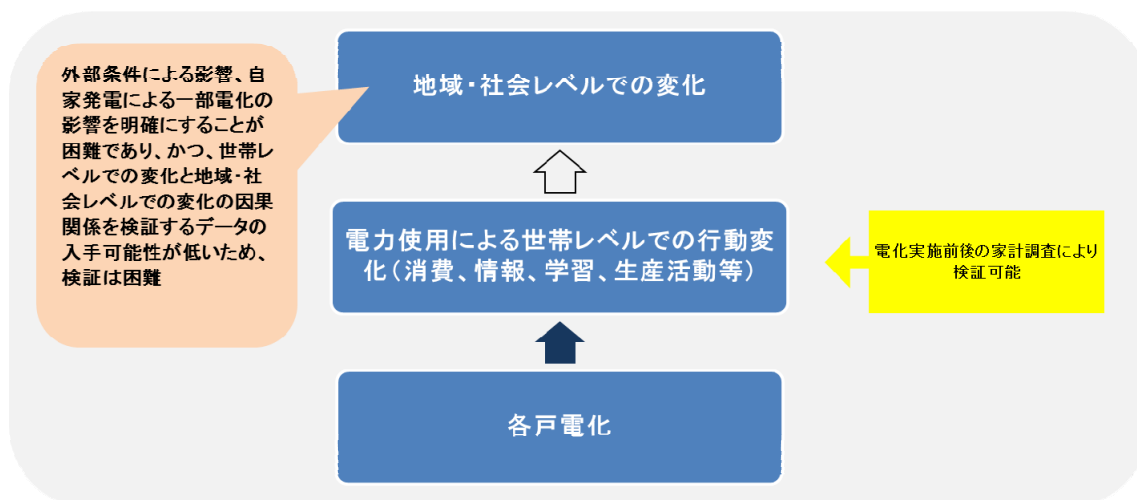 外部条件による影響、自
家発電による一部電化の
影響を明確にすることが
困難であり、かつ、世帯レ
ベルでの変化と地域・社
会レベルでの変化の因果
関係を検証するデータの
入手可能性が低いため、
検証は困難
地域・社会レベルでの変化
電力使用による世帯レベルでの行動変
化（消費、情報、学習、生産活動等）
電化実施前後の家計調査により
検証可能
各戸電化